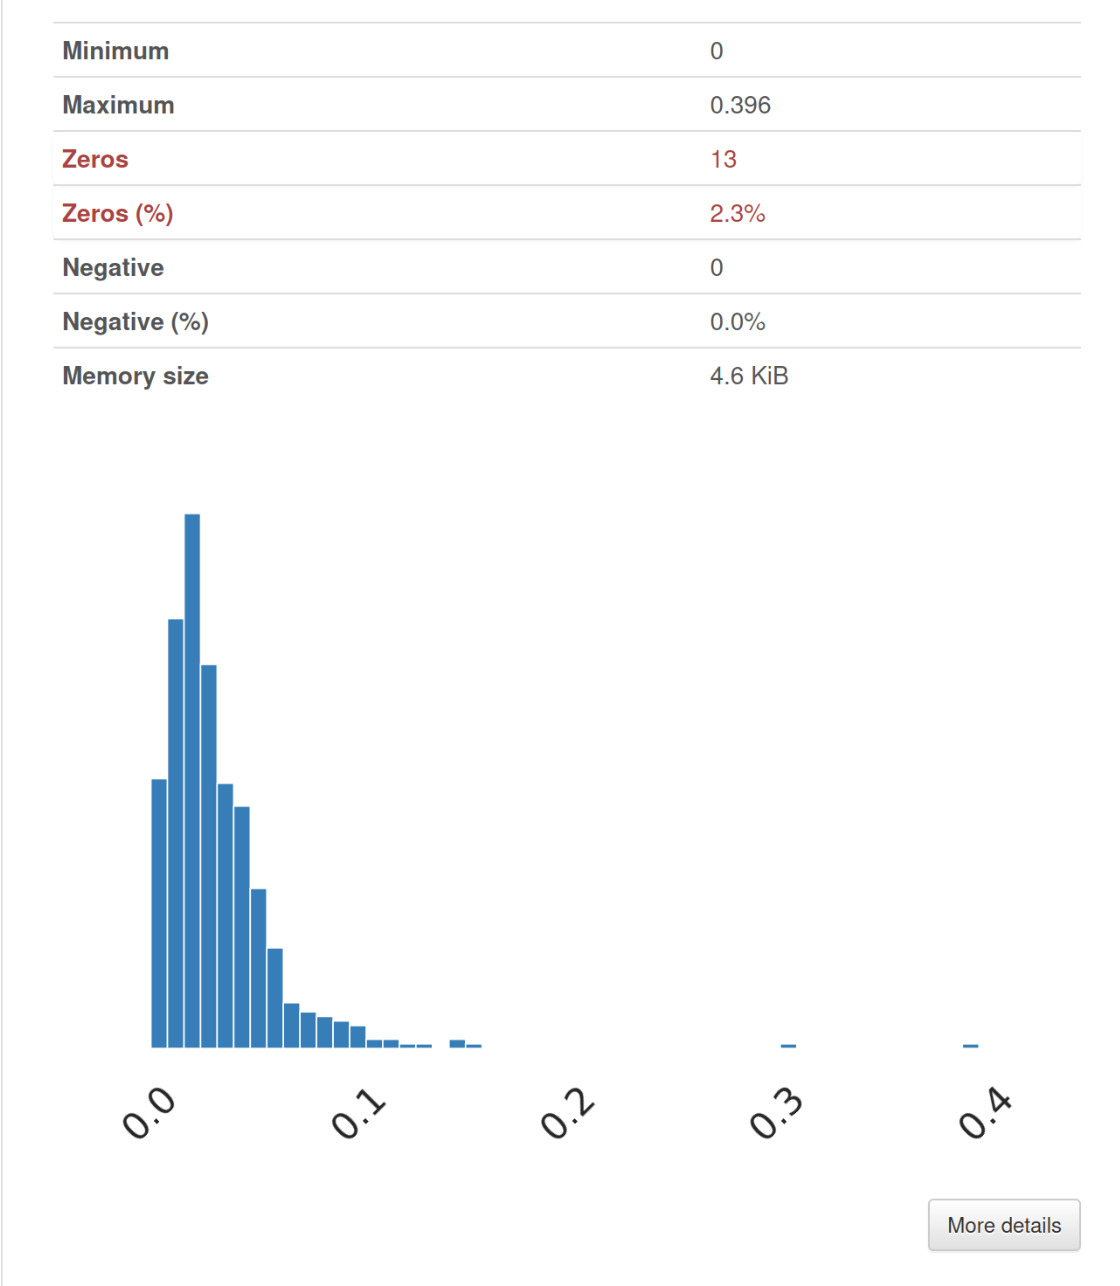 Minimum 0
Maximum 0.396
Zeros 13
Zeros (%) 2.3%
Negative 0
Negative (%) 0.0%
Memory size 4.6 KiB
0.0 0.1 0.2 0.3 0.4
More details